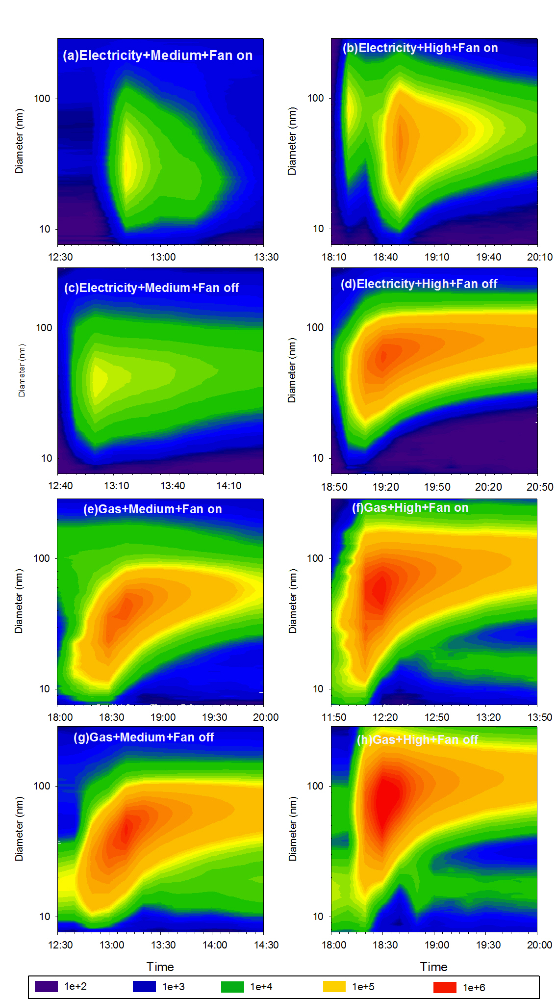 (a)Electricity+Medium+Fan on
(b)Electricity+High+Fan on
100
10
Diameter (nm)
12:30 13:00 13:30
100
10
Diameter (nm)
18:10 18:40 19:10 19:40 20:10
(c)Electricity+Medium+Fan off
(d)Electricity+High+Fan off
100
10
Diameter (nm)
12:40 13:10 13:40 14:10
100
10
Diameter (nm)
18:50 19:20 19:50 20:20 20:50
(e)Gas+Medium+Fan on
(f)Gas+High+Fan on
100
10
Diameter (nm)
18:00 18:30 19:00 19:30 20:00
100
10
Diameter (nm)
11:50 12:20 12:50 13:20 13:50
(g)Gas+Medium+Fan off
(h)Gas+High+Fan off
100
10
Diameter (nm)
12:30 13:00 13:30 14:00 14:30
100
10
Diameter (nm)
18:00 18:30 19:00 19:30 20:00
Time
Time
1e+2 1e+3 1e+4 1e+5 1e+6